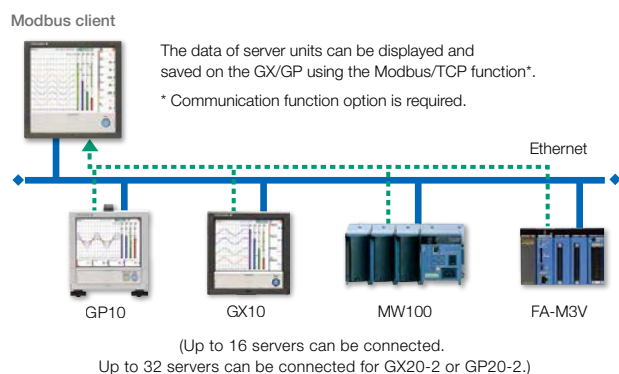 Modbus client
The data of server units can be displayed and
saved on the GX/GP using the Modbus/TCP function*.
* Communication function option is required.
Ethernet
GP10
GX10
MW100
FA-M3V
(Up to 16 servers can be connected.
Up to 32 servers can be connected for GX20-2 or GP20-2.)